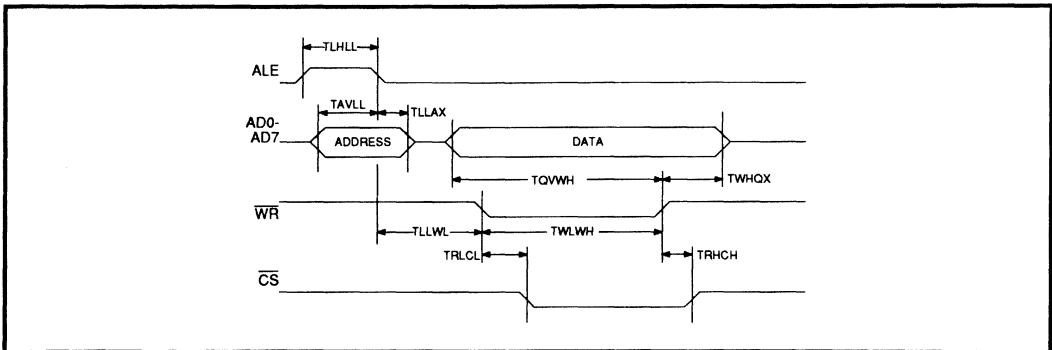 TLHLL
ALE
TAVLL
TLLAX
AD0-
AD7
ADDRESS
DATA
TQVWH
TWHQX
WR
TLLWL
TWLWH
TRLCL
TRHCH
CS